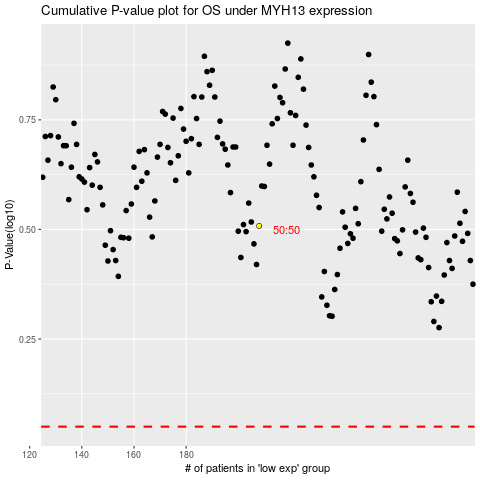 Cumulative P-value plot for OS under MYH13 expression
P-Value(log10)
0.75
0.50
0.25
50:50
120 140 160 180
# of patients in 'low exp' group